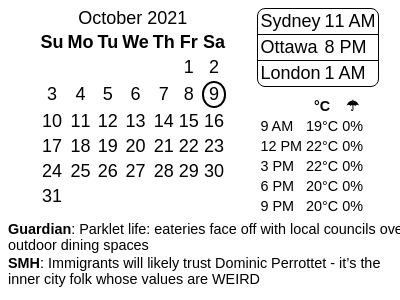 October 2021
Su Mo Tu We Th Fr Sa
1 2
3 4 5 6 7 8 9
10 11 12 13 14 15 16
17 18 19 20 21 22 23
24 25 26 27 28 29 30
31
Sydney 11 AM
Ottawa 8 PM
London 1 AM
°C ☂
9 AM 19°C 0%
12 PM 22°C 0%
3 PM 22°C 0%
6 PM 20°C 0%
9 PM 20°C 0%
Guardian: Parklet life: eateries face off with local councils ove
outdoor dining spaces
SMH: Immigrants will likely trust Dominic Perrottet - it’s the
inner city folk whose values are WEIRD